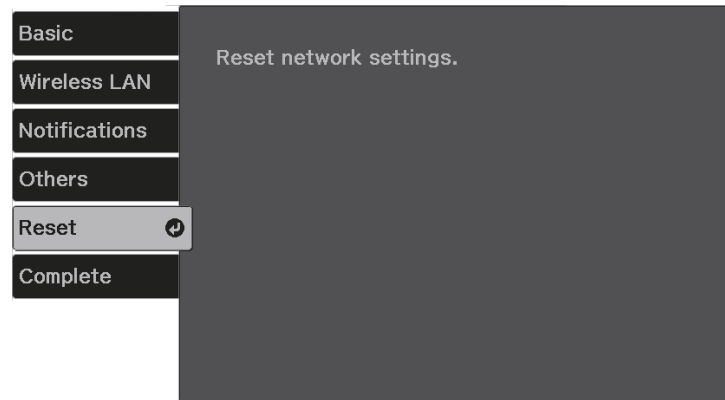 Basic
Wireless LAN
Notifications
Others
Reset
Complete
Reset network settings.